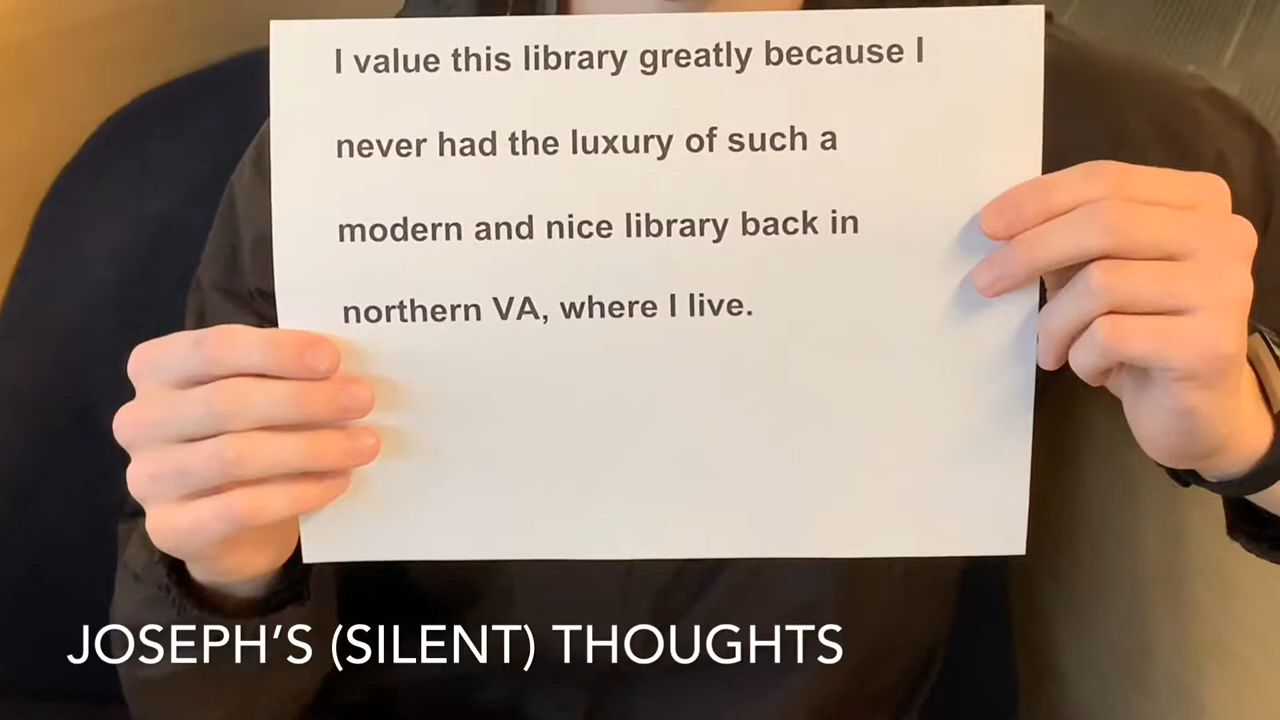 I value this library greatly because I
never had the luxury of such a
modern and nice library back in
northern VA, where I live.
JOSEPH'S (SILENT) THOUGHTS